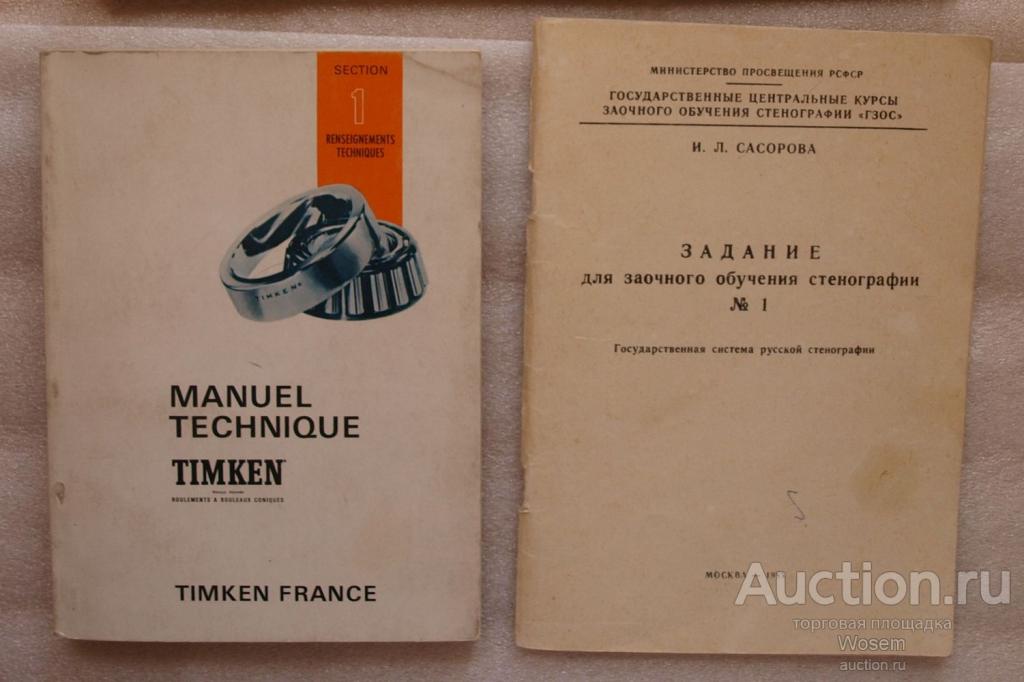 SECTION
1
RENSEIGNEMENTS
TECHNIQUES
TIMKEN
MANUEL
TECHNIQUE
TIMKEN
ROULEMENTS A ROULEAUX CONIQUES
TIMKEN FRANCE
МИНИСТЕРСТВО ПРОСВЕЩЕНИЯ РСФСР
ГОСУДАРСТВЕННЫЕ ЦЕНТРАЛЬНЫЕ КУРСЫ
ЗАОЧНОГО ОБУЧЕНИЯ СТЕНОГРАФИИ «ГЗОС»
И. Л. САСОРОВА
ЗАДАНИЕ
для заочного обучения стенографии
№ 1
Государственная система русской стенографии
МОСКВА
Auction.ru
торговая площадка
Wosem
auction.ru